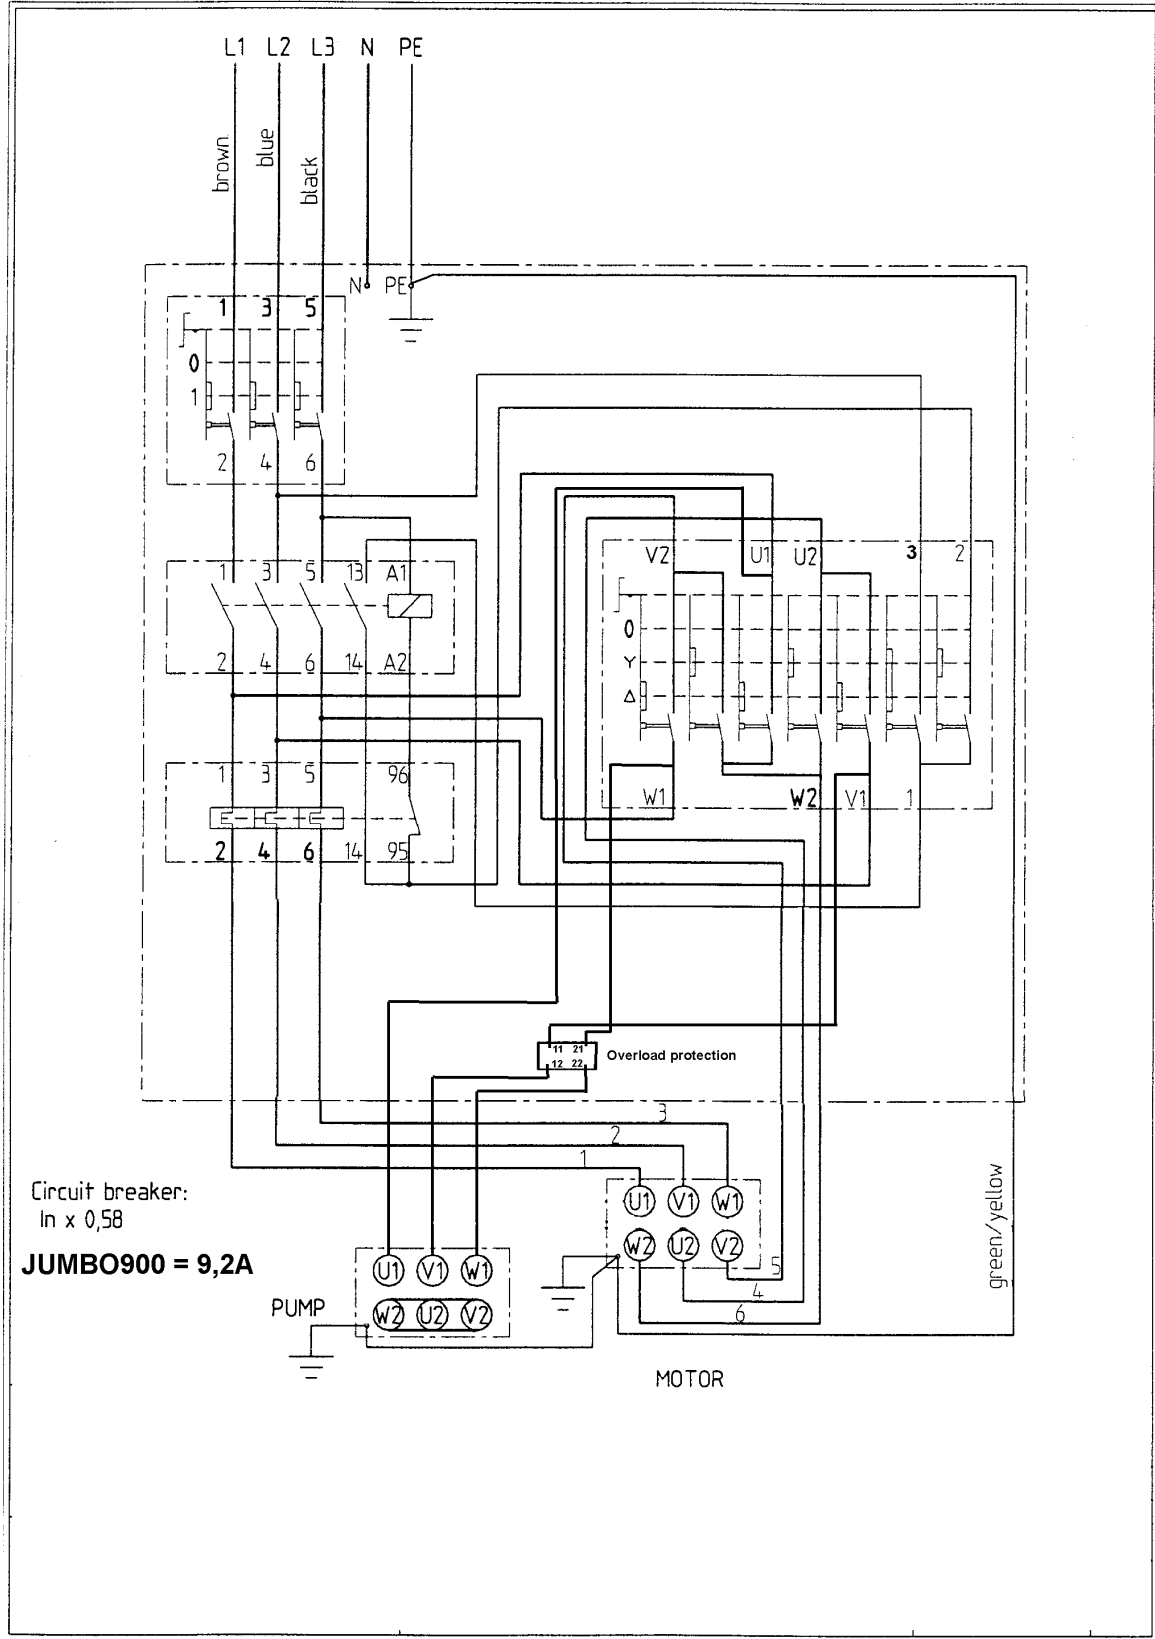 L1 L2 L3 N PE
brown
blue
black
N PE
1 3 5
0
1
2 4 6
V2 U1 U2 3 2
1 3 5 13 A1
0
Y
Δ
2 4 6 14 A2
1 3 5 96
W1 W2 V1 1
2 4 6 14 95
11 21
12 22
Overload protection
3
2
1
Circuit breaker:
In x 0,58
JUMBO900 = 9,2A
green/yellow
U1 V1 W1
W2 U2 V2
5
4
6
U1 V1 W1
PUMP
W2 U2 V2
MOTOR